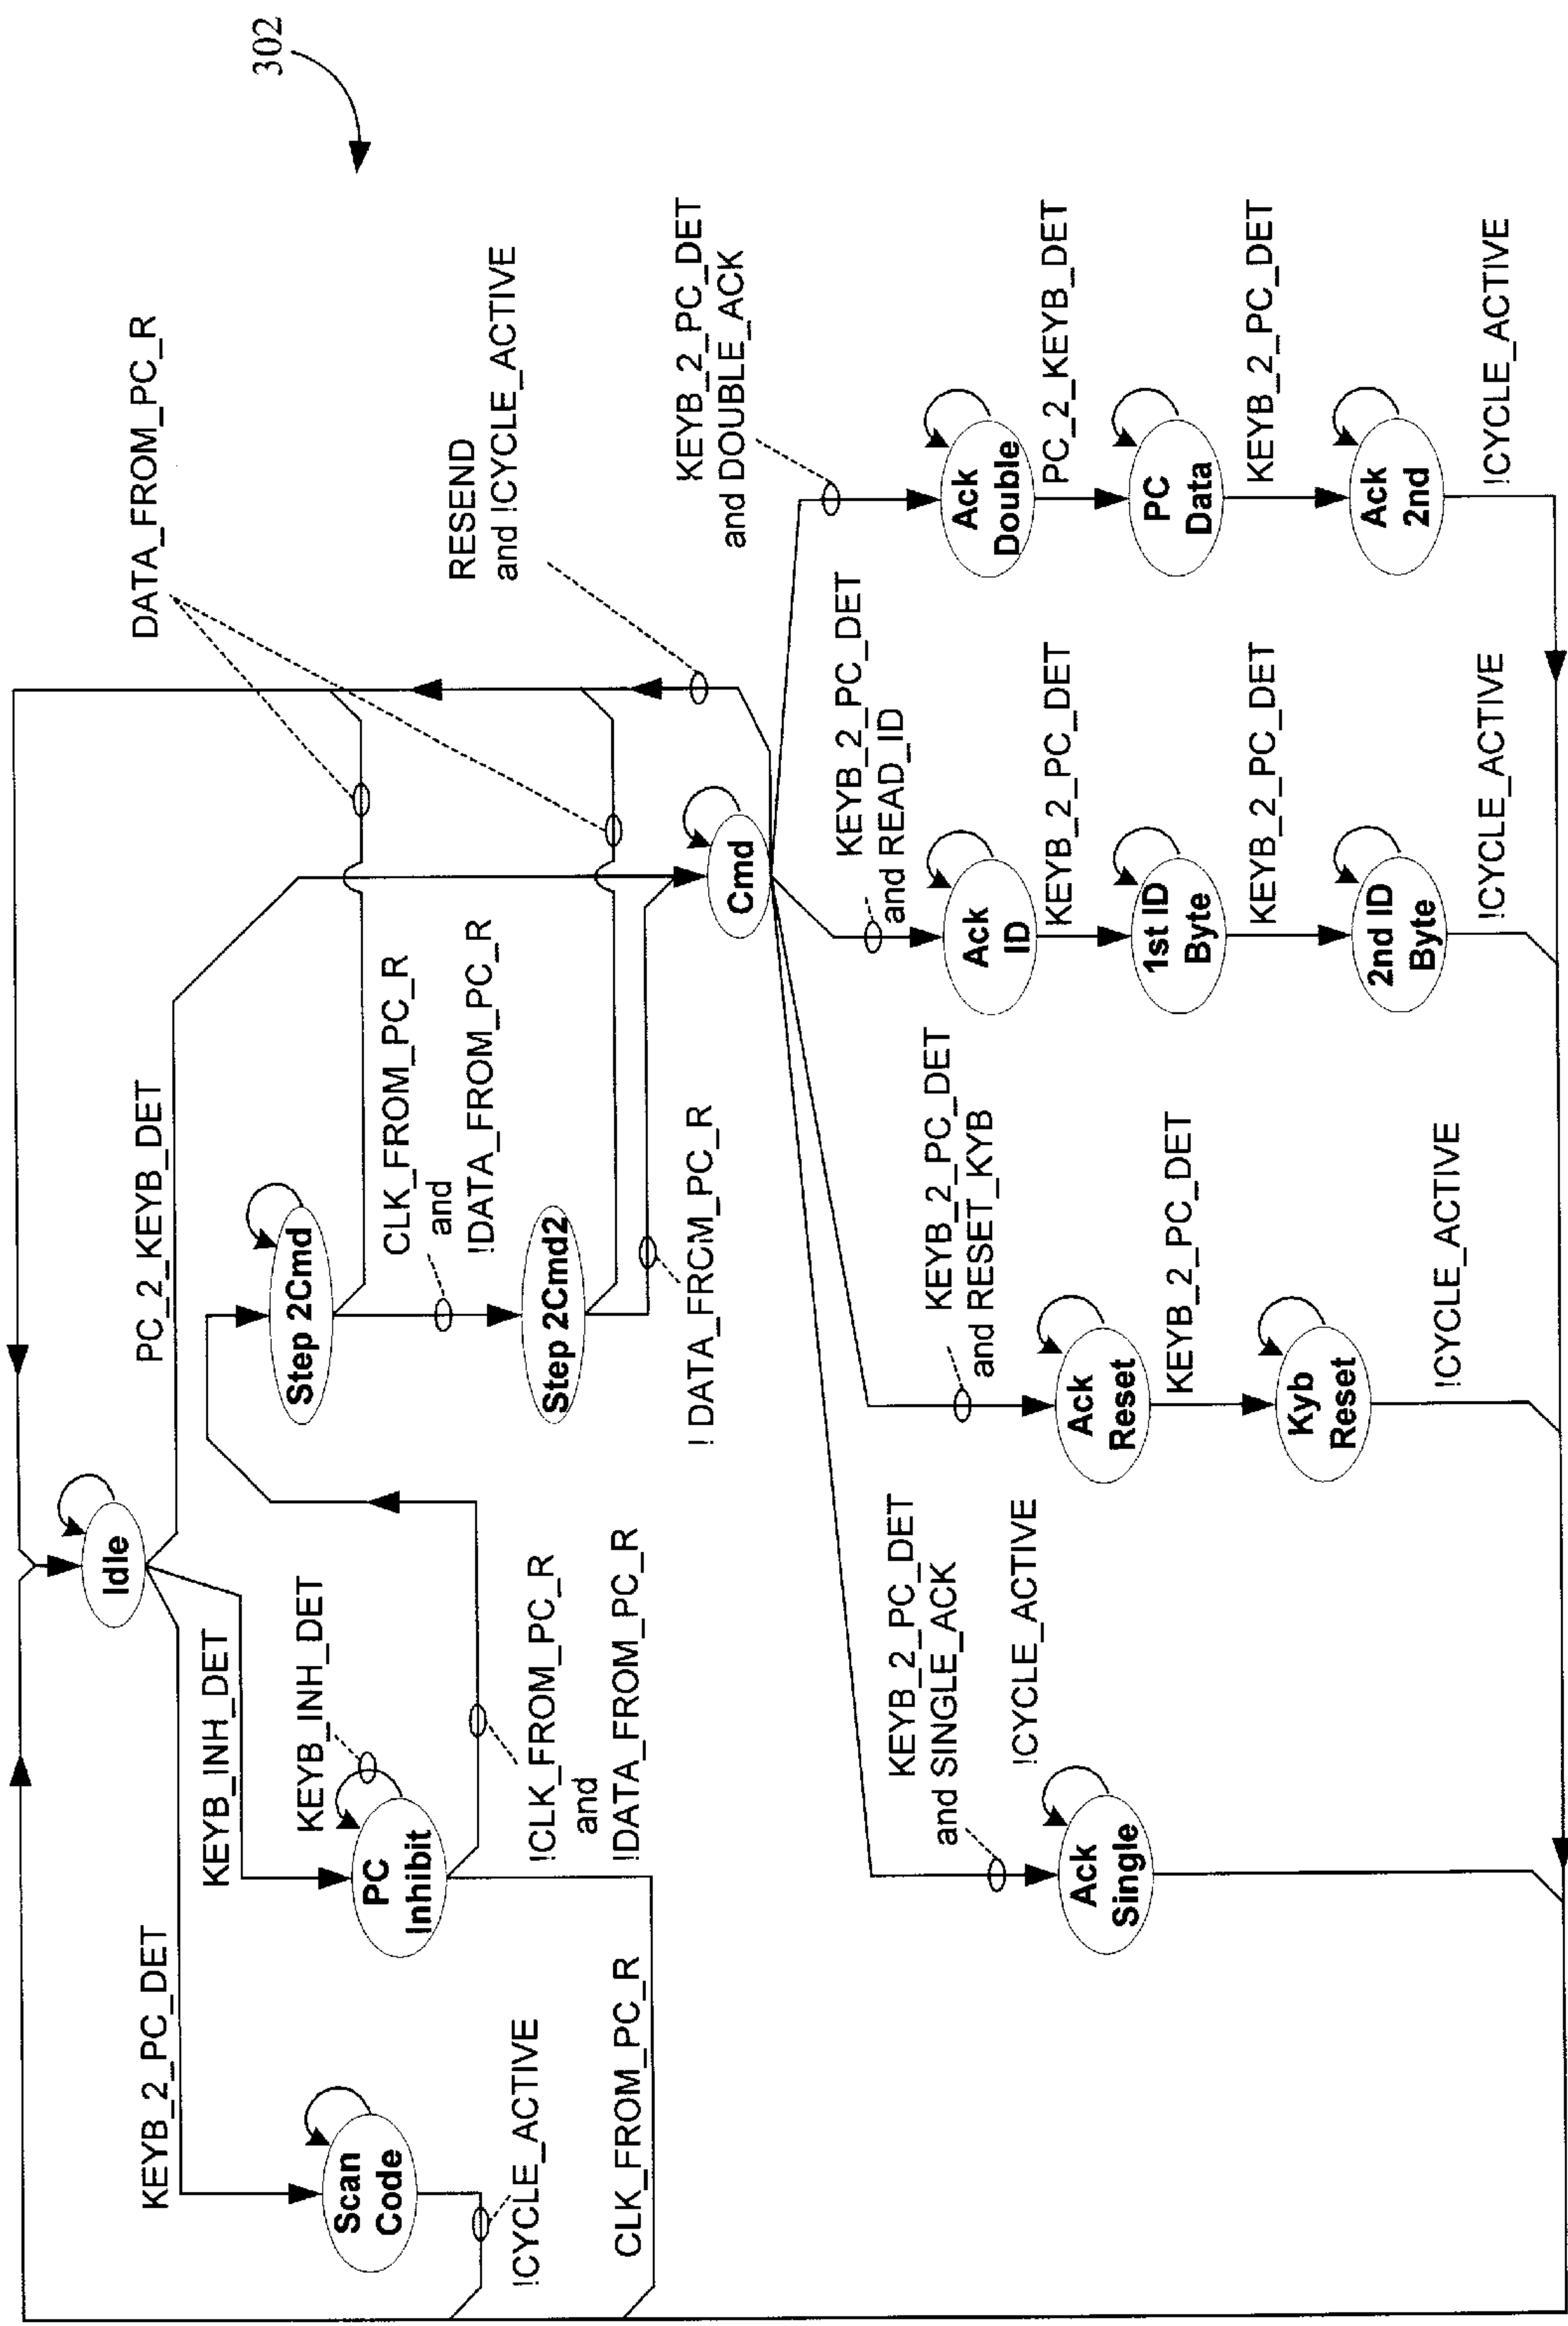 302
DATA_FROM_PC_R
RESEND
and !CYCLE_ACTIVE
KEYB_2_PC_DET
and DOUBLE_ACK
Idle
PC_2_KEYB_DET
KEYB_2_PC_DET
KEYB_INH_DET
KEYB_INH_DET
Scan
Code
!CYCLE_ACTIVE
PC
Inhibit
!CLK_FROM_PC_R
and
!DATA_FROM_PC_R
CLK_FROM_PC_R
Step 2Cmd
CLK_FROM_PC_R
and
!DATA_FROM_PC_R
Step 2Cmd2
! DATA_FRCM_PC_R
Cmd
KEYB_2_PC_DET
and SINGLE_ACK
!CYCLE_ACTIVE
Ack
Single
KEYB_2_PC_DET
and RESET_KYB
Ack
Reset
KEYB_2_PC_DET
Kyb
Reset
!CYCLE_ACTIVE
KEYB_2_PC_DET
and READ_ID
Ack
ID
KEYB_2_PC_DET
1st ID
Byte
KEYB_2_PC_DET
2nd ID
Byte
!CYCLE_ACTIVE
Ack
Double
PC_2_KEYB_DET
PC
Data
KEYB_2_PC_DET
Ack
2nd
!CYCLE_ACTIVE